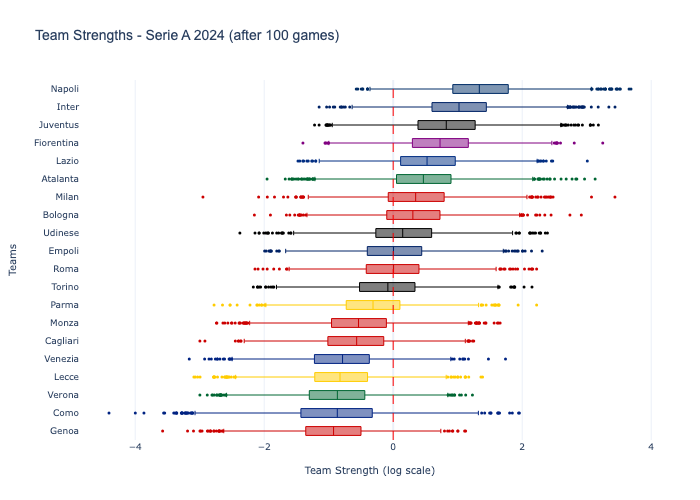 Team Strengths - Serie A 2024 (after 100 games)
Napoli
Inter
Juventus
Fiorentina
Lazio
Atalanta
Milan
Bologna
Udinese
Empoli
Roma
Torino
Parma
Monza
Cagliari
Venezia
Lecce
Verona
Como
Genoa
Teams
−4 −2 0 2 4
Team Strength (log scale)